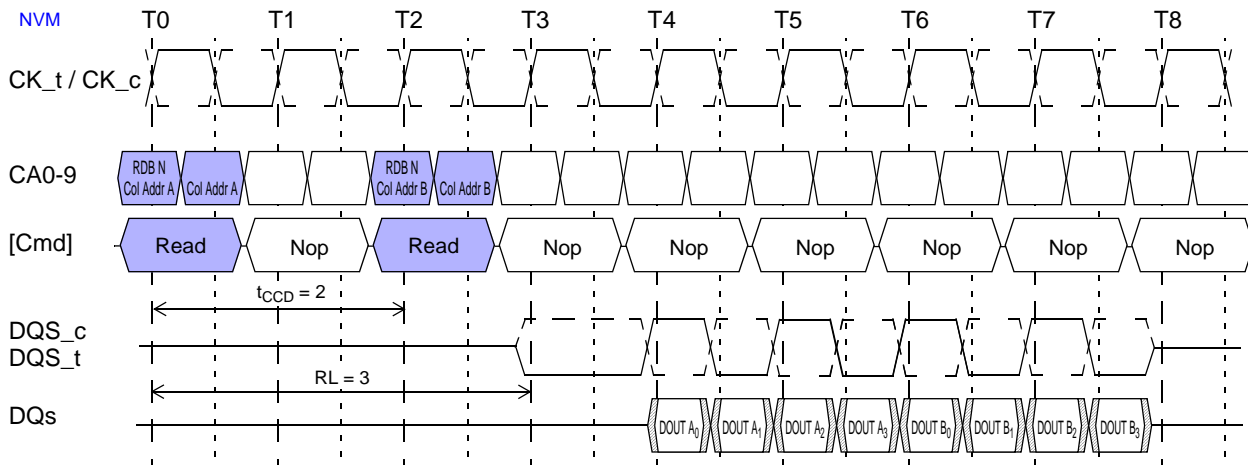 NVM T0 T1 T2 T3 T4 T5 T6 T7 T8
CK_t / CK_c
CA0-9 RDB N Col Addr A Col Addr A RDB N Col Addr B Col Addr B
[Cmd] Read Nop Read Nop Nop Nop Nop Nop Nop
tCCD = 2
DQS_c
DQS_t
RL = 3
DQs DOUT A0 DOUT A1 DOUT A2 DOUT A3 DOUT B0 DOUT B1 DOUT B2 DOUT B3